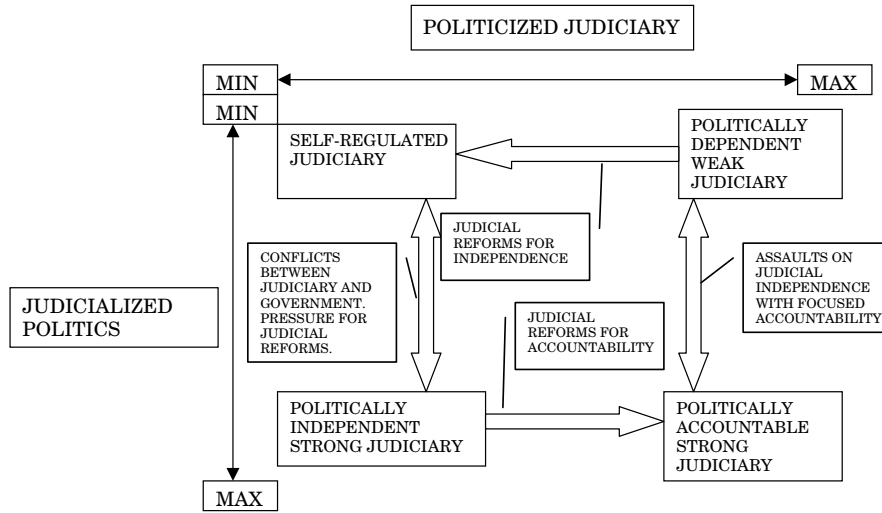 POLITICIZED JUDICIARY
MIN
MAX
MIN
SELF-REGULATED
JUDICIARY
POLITICALLY
DEPENDENT
WEAK
JUDICIARY
JUDICIAL
REFORMS FOR
INDEPENDENCE
CONFLICTS
BETWEEN
JUDICIARY AND
GOVERNMENT.
PRESSURE FOR
JUDICIAL
REFORMS.
ASSAULTS ON
JUDICIAL
INDEPENDENCE
WITH FOCUSED
ACCOUNTABILITY
JUDICIALIZED
POLITICS
JUDICIAL
REFORMS FOR
ACCOUNTABILITY
POLITICALLY
INDEPENDENT
STRONG JUDICIARY
POLITICALLY
ACCOUNTABLE
STRONG
JUDICIARY
MAX